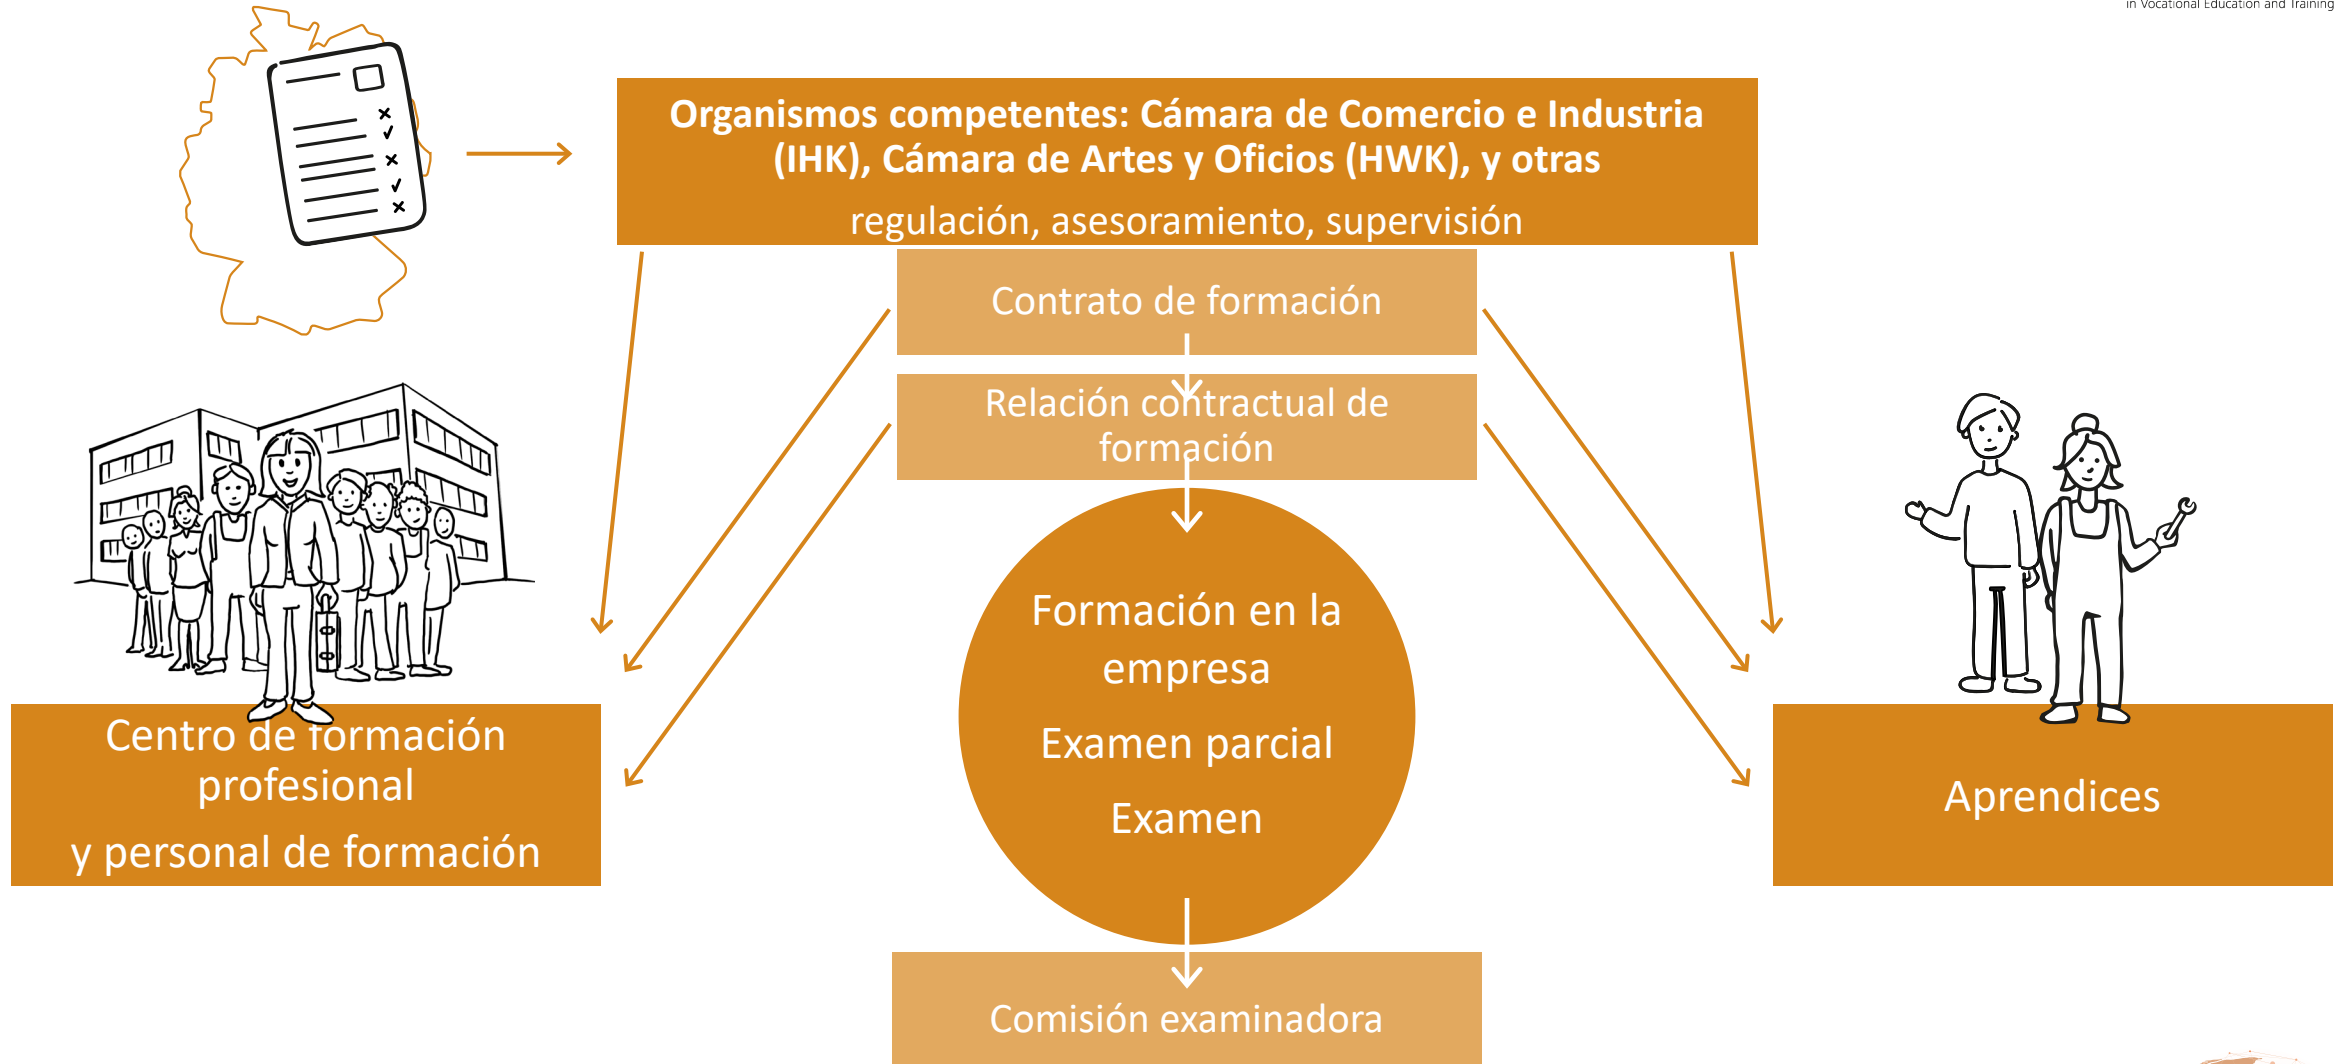 in Vocational Education and Training
Organismos competentes: Cámara de Comercio e Industria
(IHK), Cámara de Artes y Oficios (HWK), y otras
regulación, asesoramiento, supervisión
Contrato de formación
Relación contractual de
formación
Formación en la
empresa
Examen parcial
Examen
Centro de formación
profesional
y personal de formación
Aprendices
Comisión examinadora